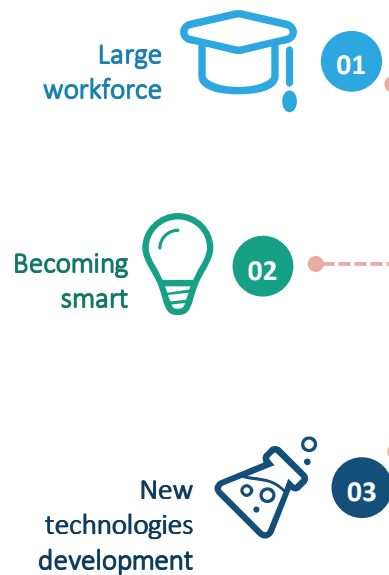 Large
workforce
01
Becoming
smart
02
New
technologies
development
03